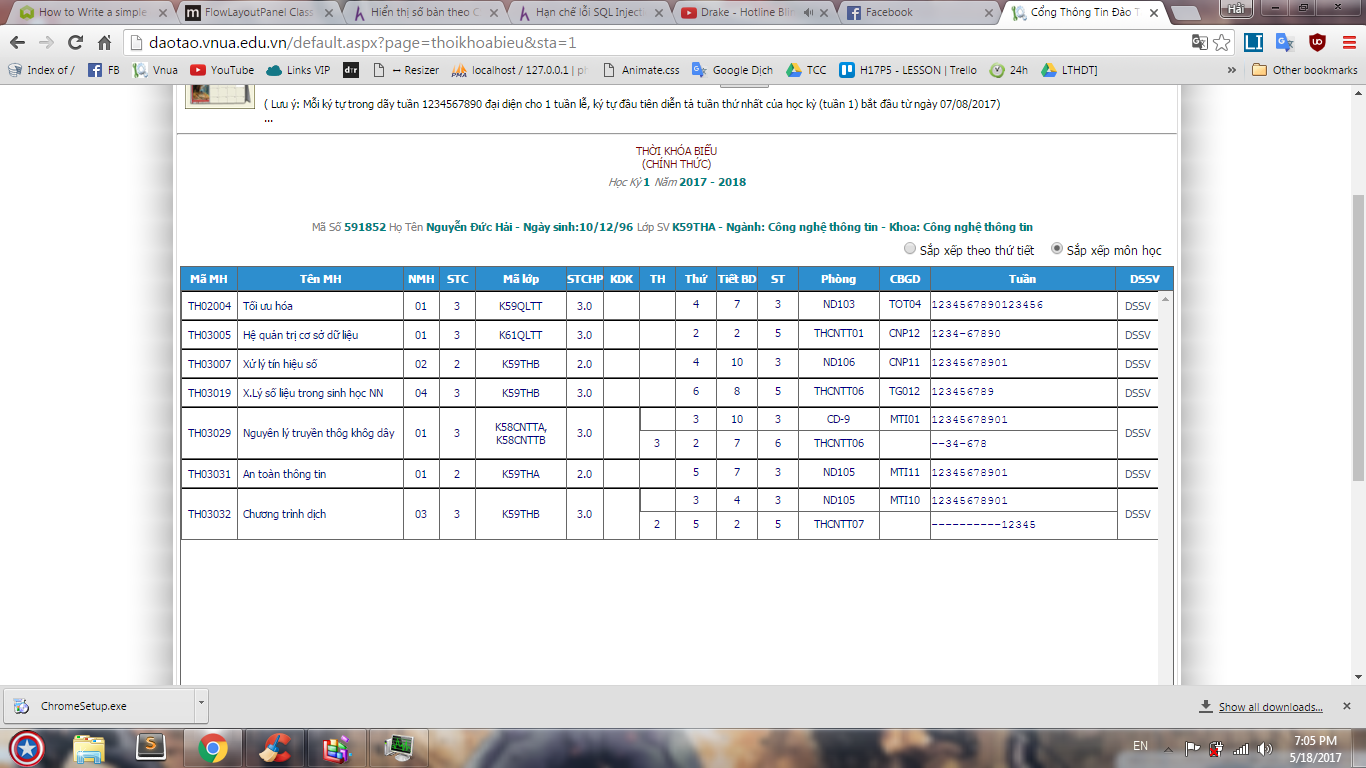 How to Write a simple
FlowLayoutPanel Class
Hiển thị số bàn theo C
Hạn chế lỗi SQL Injecti
Drake - Hotline Blin
Facebook
Cổng Thông Tin Đào T
Hải
daotao.vnua.edu.vn/default.aspx?page=thoikhoabieu&sta=1
Index of /
FB
Vnua
YouTube
Links VIP
Resizer
localhost / 127.0.0.1 | p
Animate.css
Google Dịch
TCC
H17P5 - LESSON | Trello
24h
LTHDT]
»
Other bookmarks
( Lưu ý: Mỗi ký tự trong dãy tuần 1234567890 đại diện cho 1 tuần lễ, ký tự đầu tiên diễn tả tuần thứ nhất của học kỳ (tuần 1) bắt đầu từ ngày 07/08/2017)
...
THỜI KHÓA BIỂU
(CHÍNH THỨC)
Học Kỳ 1 Năm 2017 - 2018
Mã Số 591852 Họ Tên Nguyễn Đức Hải - Ngày sinh:10/12/96 Lớp SV K59THA - Ngành: Công nghệ thông tin - Khoa: Công nghệ thông tin
Sắp xếp theo thứ tiết Sắp xếp môn học
Mã MH Tên MH NMH STC Mã lớp STCHP KDK TH Thứ Tiết BD ST Phòng CBGD Tuần DSSV
TH02004 Tối ưu hóa 01 3 K59QLTT 3.0 4 7 3 ND103 TOT04 1234567890123456 DSSV
TH03005 Hệ quản trị cơ sở dữ liệu 01 3 K61QLTT 3.0 2 2 5 THCNTT01 CNP12 1234-67890 DSSV
TH03007 Xử lý tín hiệu số 02 2 K59THB 2.0 4 10 3 ND106 CNP11 12345678901 DSSV
TH03019 X.Lý số liệu trong sinh học NN 04 3 K59THB 3.0 6 8 5 THCNTT06 TG012 123456789 DSSV
TH03029 Nguyên lý truyền thôg khôg dây 01 3 K58CNTTA, K58CNTTB 3.0 3 10 3 CD-9 MTI01 12345678901 DSSV
3 2 7 6 THCNTT06 --34-678
TH03031 An toàn thông tin 01 2 K59THA 2.0 5 7 3 ND105 MTI11 12345678901 DSSV
TH03032 Chương trình dịch 03 3 K59THB 3.0 3 4 3 ND105 MTI10 12345678901 DSSV
2 5 2 5 THCNTT07 ----------12345
ChromeSetup.exe
Show all downloads...
EN
7:05 PM
5/18/2017